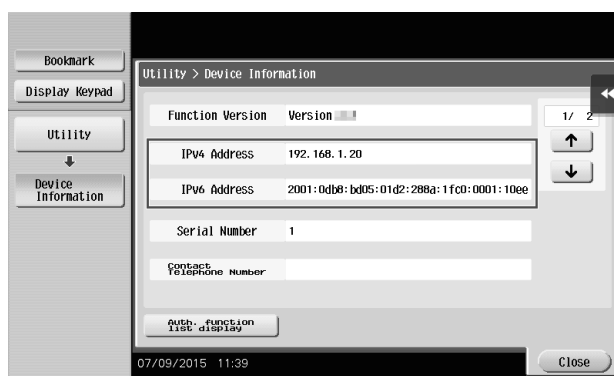 Bookmark
Display Keypad
Utility
Device
Information
Utility > Device Information
Function Version Version
1/ 2
IPv4 Address 192.168.1.20
IPv6 Address 2001:0db8:bd05:01d2:288a:1fc0:0001:10ee
Serial Number 1
Contact
Telephone Number
Auth. function
list display
07/09/2015 11:39
Close